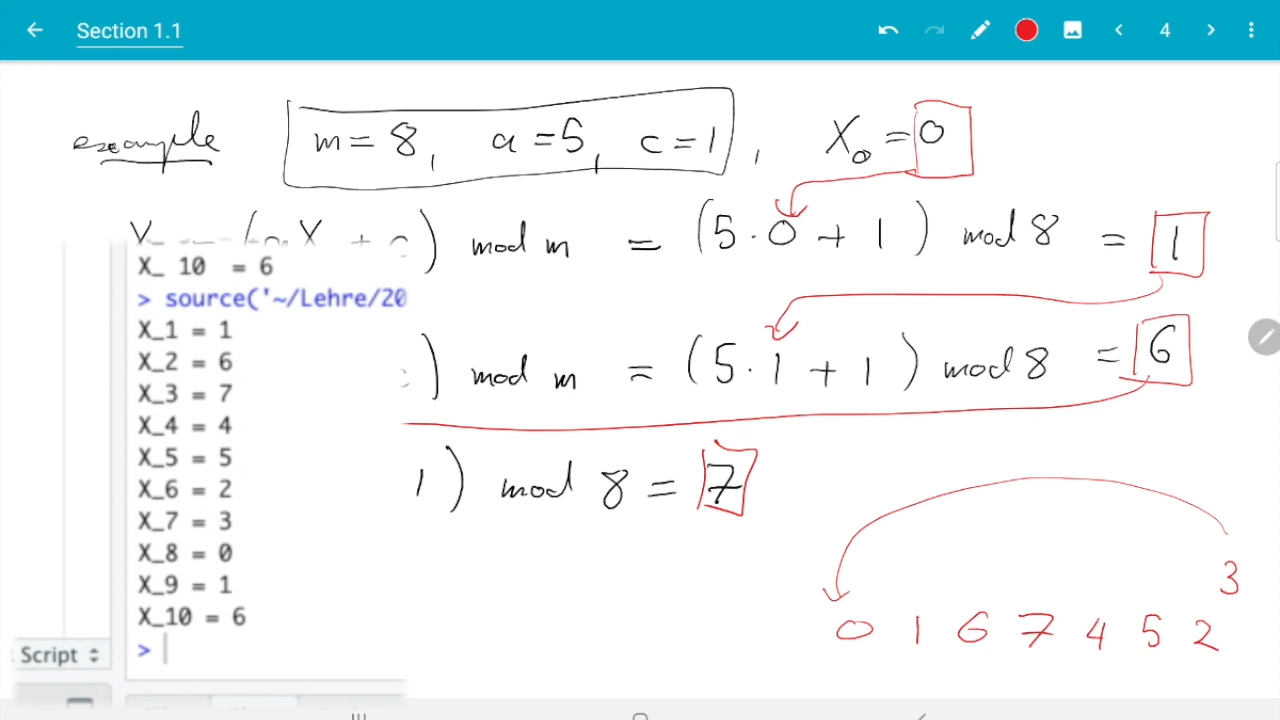 Section 1.1
4
example m = 8, a = 5, c = 1, X₀ = 0
) mod m = (5·0 + 1) mod 8 = 1
) mod m = (5·1 + 1) mod 8 = 6
1) mod 8 = 7
X_ 10 = 6
> source('~/Lehre/20
X_1 = 1
X_2 = 6
X_3 = 7
X_4 = 4
X_5 = 5
X_6 = 2
X_7 = 3
X_8 = 0
X_9 = 1
X_10 = 6
>
Script
3
0 1 6 7 4 5 2